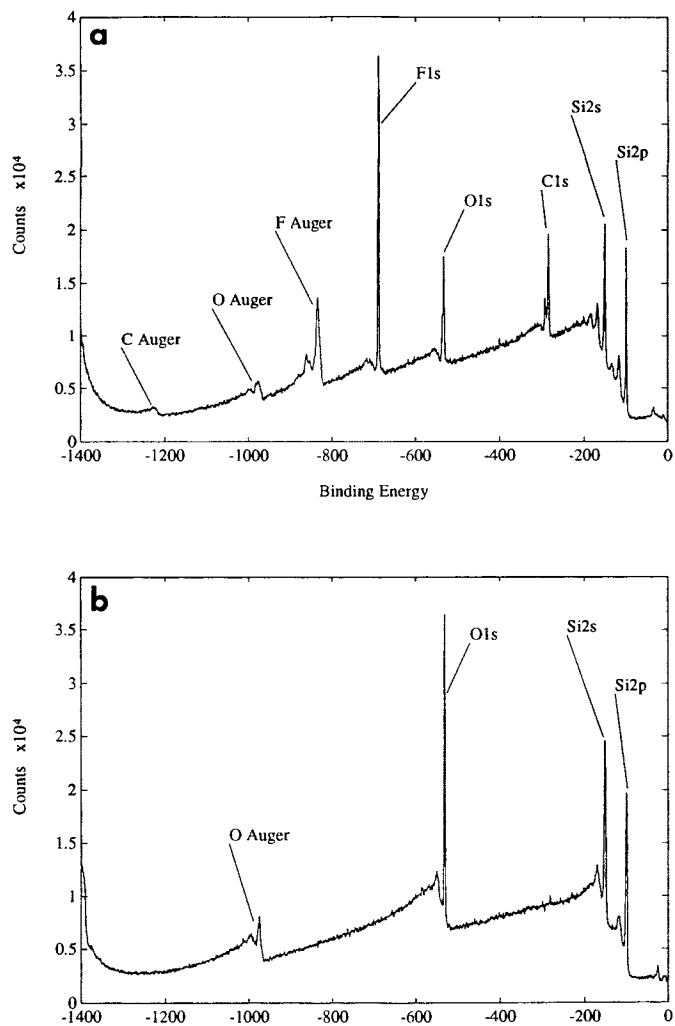 a
4
3.5
3
2.5
2
1.5
1
0.5
0
Counts x10⁴
F1s
Si2s
Si2p
C1s
O1s
F Auger
O Auger
C Auger
-1400 -1200 -1000 -800 -600 -400 -200 0
Binding Energy
b
4
3.5
3
2.5
2
1.5
1
0.5
0
Counts x10⁴
O1s
Si2s
Si2p
O Auger
-1400 -1200 -1000 -800 -600 -400 -200 0